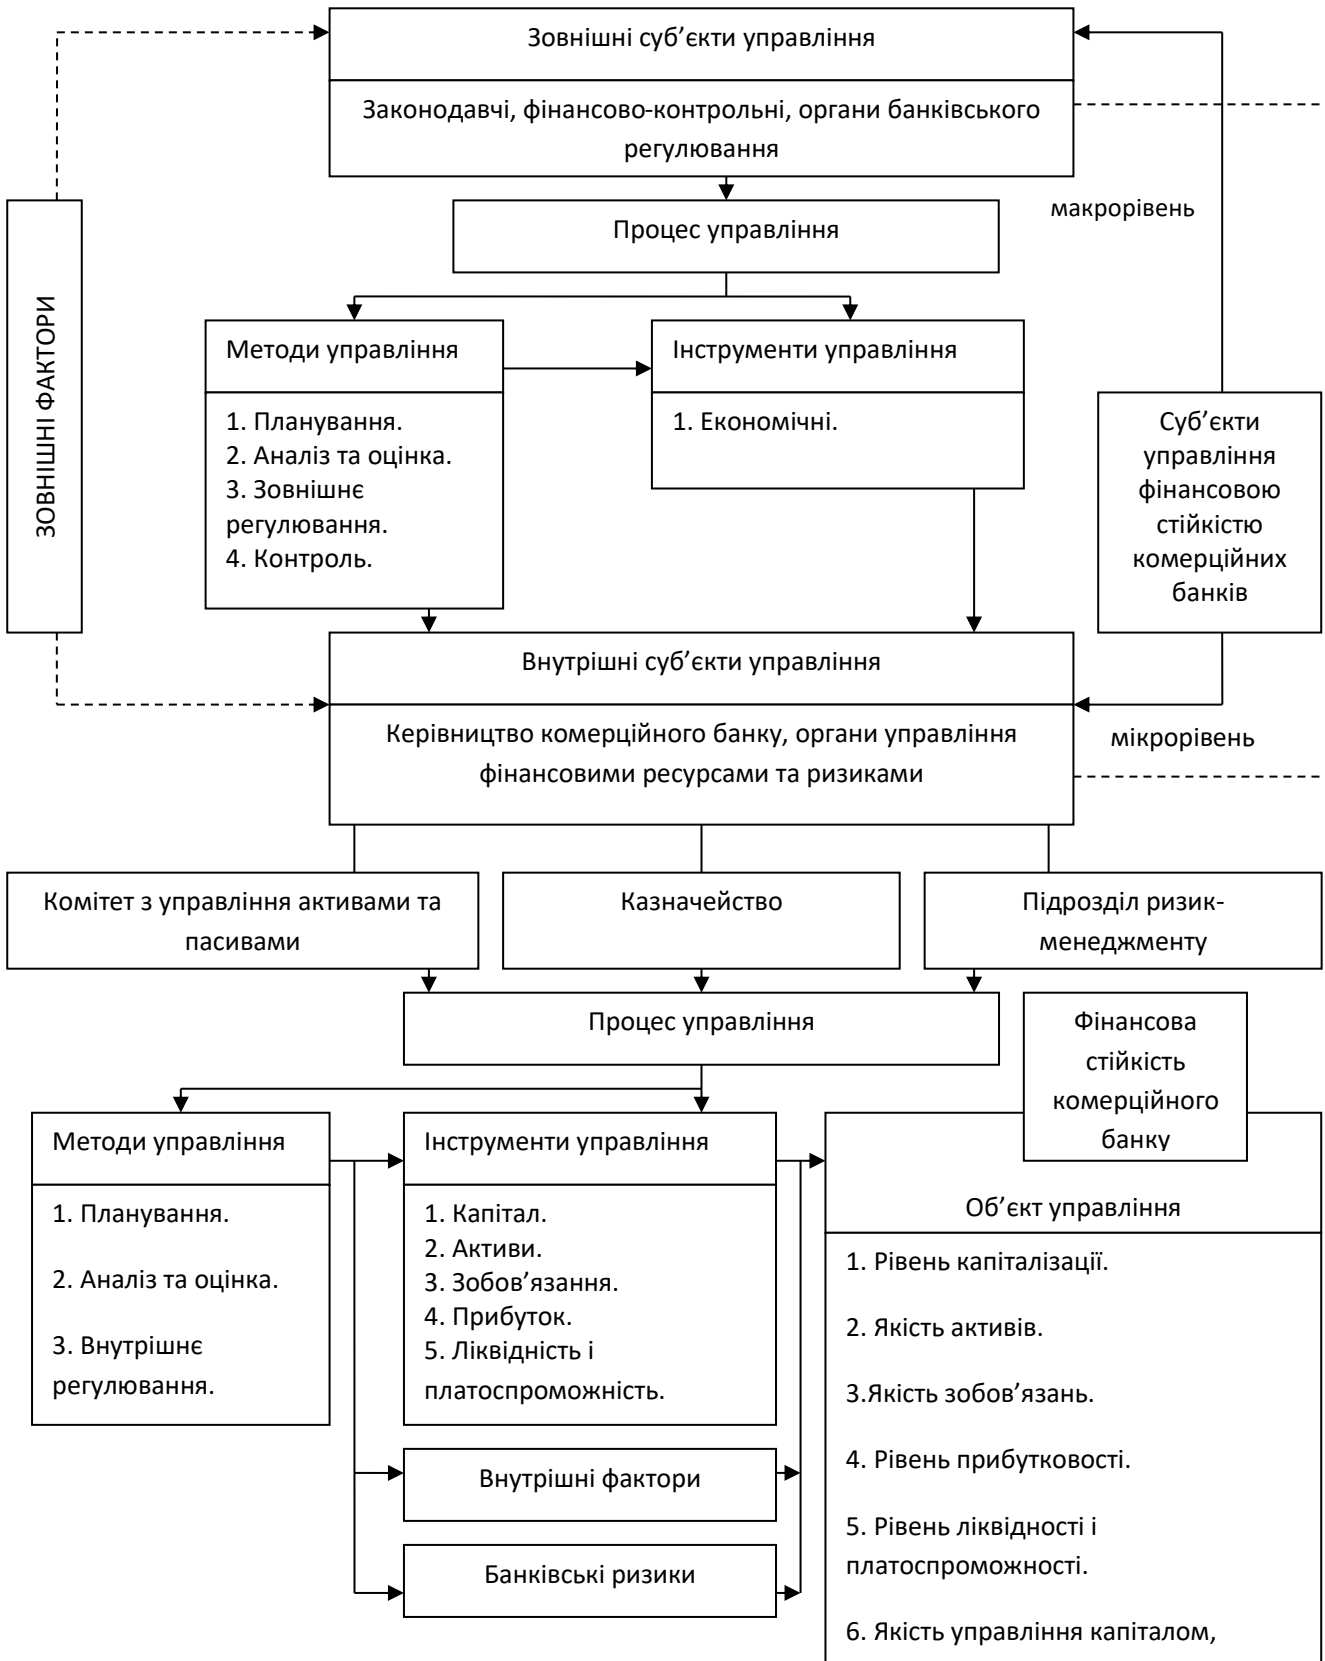 Зовнішні суб’єкти управління
Законодавчі, фінансово-контрольні, органи банківського
регулювання
макрорівень
Процес управління
ЗОВНІШНІ ФАКТОРИ
Методи управління
1. Планування.
2. Аналіз та оцінка.
3. Зовнішнє
регулювання.
4. Контроль.
Інструменти управління
1. Економічні.
Суб’єкти
управління
фінансовою
стійкістю
комерційних
банків
Внутрішні суб’єкти управління
Керівництво комерційного банку, органи управління
фінансовими ресурсами та ризиками
мікрорівень
Комітет з управління активами та
пасивами
Казначейство
Підрозділ ризик-
менеджменту
Процес управління
Фінансова
стійкість
комерційного
банку
Методи управління
1. Планування.
2. Аналіз та оцінка.
3. Внутрішнє
регулювання.
Інструменти управління
1. Капітал.
2. Активи.
3. Зобов’язання.
4. Прибуток.
5. Ліквідність і
платоспроможність.
Внутрішні фактори
Банківські ризики
Об’єкт управління
1. Рівень капіталізації.
2. Якість активів.
3.Якість зобов’язань.
4. Рівень прибутковості.
5. Рівень ліквідності і
платоспроможності.
6. Якість управління капіталом,